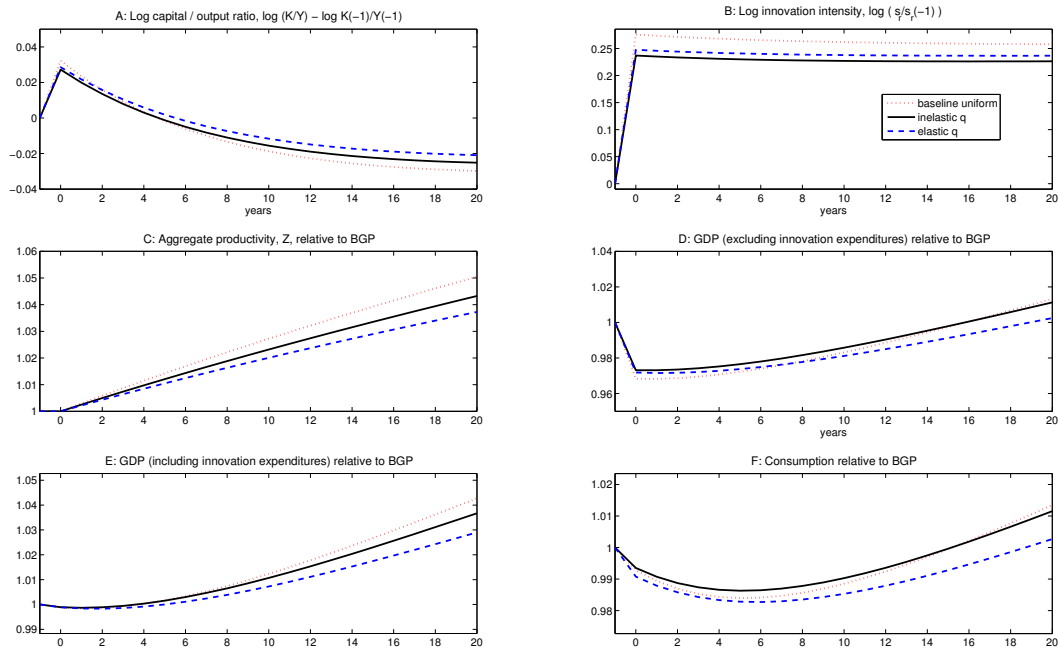 A: Log capital / output ratio, log (K/Y) − log K(-1)/Y(-1)
0.04
0.02
0
−0.02
−0.04
0 2 4 6 8 10 12 14 16 18 20
years
B: Log innovation intensity, log ( s_r/s_r(-1) )
0.25
0.2
0.15
0.1
0.05
0
baseline uniform
inelastic q
elastic q
0 2 4 6 8 10 12 14 16 18 20
C: Aggregate productivity, Z, relative to BGP
1.06
1.05
1.04
1.03
1.02
1.01
1
0 2 4 6 8 10 12 14 16 18 20
D: GDP (excluding innovation expenditures) relative to BGP
1.04
1.02
1
0.98
0.96
0 2 4 6 8 10 12 14 16 18 20
years
E: GDP (including innovation expenditures) relative to BGP
1.05
1.04
1.03
1.02
1.01
1
0.99
0 2 4 6 8 10 12 14 16 18 20
F: Consumption relative to BGP
1.02
1.01
1
0.99
0.98
0 2 4 6 8 10 12 14 16 18 20